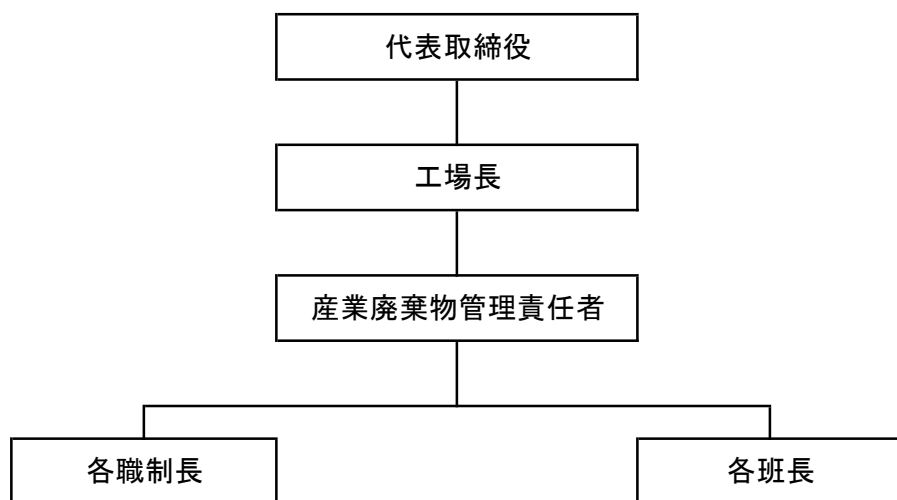 代表取締役
工場長
産業廃棄物管理責任者
各職制長
各班長